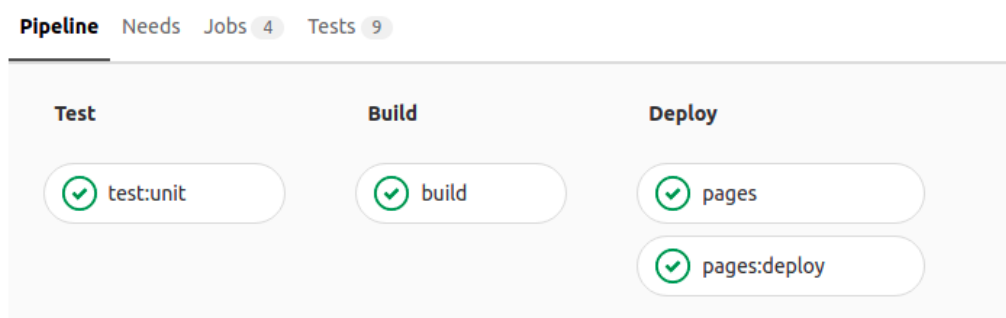 Pipeline Needs Jobs 4 Tests 9
Test Build Deploy
test:unit build pages
pages:deploy